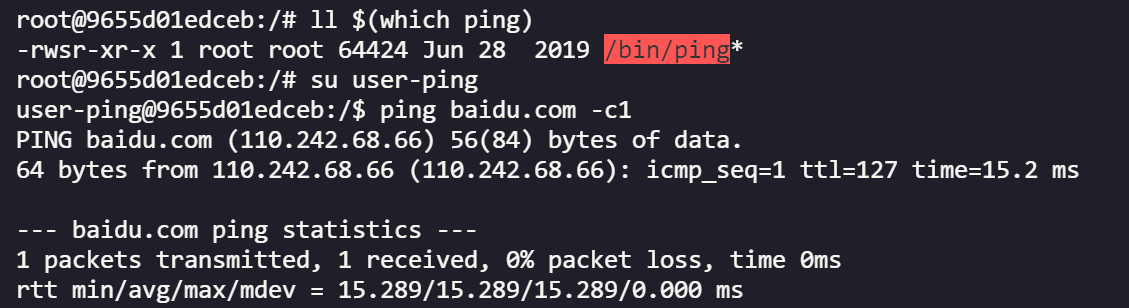 root@9655d01edceb:/# ll $(which ping)
-rwsr-xr-x 1 root root 64424 Jun 28  2019 /bin/ping*
root@9655d01edceb:/# su user-ping
user-ping@9655d01edceb:/$ ping baidu.com -c1
PING baidu.com (110.242.68.66) 56(84) bytes of data.
64 bytes from 110.242.68.66 (110.242.68.66): icmp_seq=1 ttl=127 time=15.2 ms

--- baidu.com ping statistics ---
1 packets transmitted, 1 received, 0% packet loss, time 0ms
rtt min/avg/max/mdev = 15.289/15.289/15.289/0.000 ms